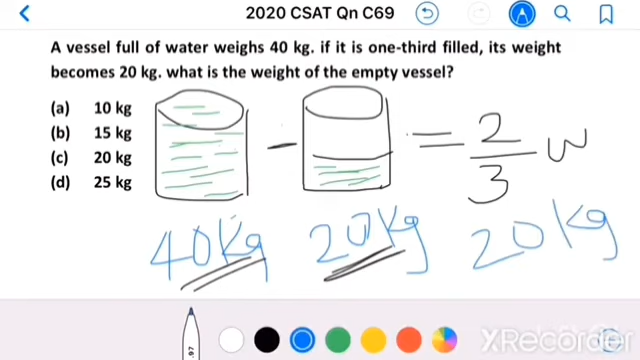 2020 CSAT Qn C69
A vessel full of water weighs 40 kg. if it is one-third filled, its weight
becomes 20 kg. what is the weight of the empty vessel?
(a) 10 kg
(b) 15 kg
(c) 20 kg
(d) 25 kg
- = 2/3 W
40kg 20kg 20kg
XRecorder